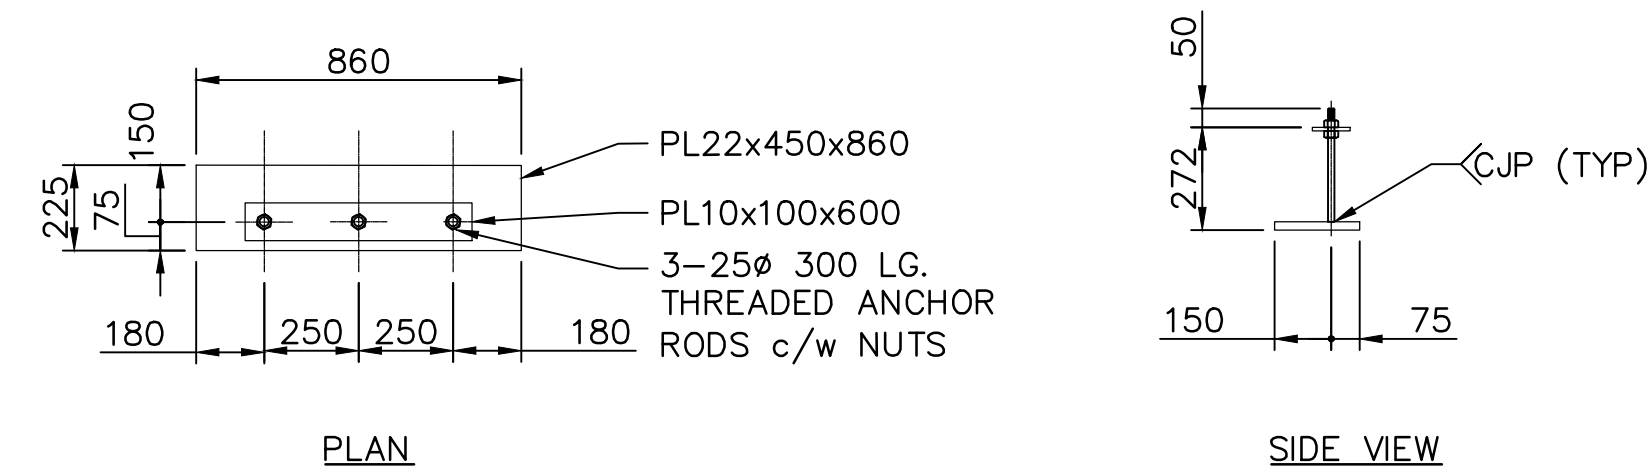 860
50
150
225
75
PL22x450x860
PL10x100x600
3-25ø 300 LG.
THREADED ANCHOR
RODS c/w NUTS
180
250
250
180
272
CJP (TYP)
150
75
PLAN
SIDE VIEW